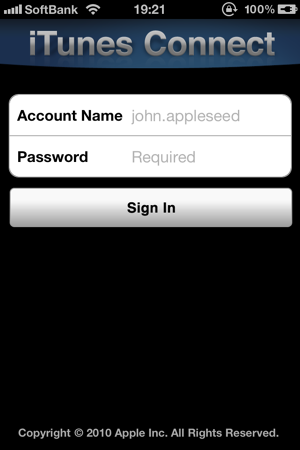 SoftBank 19:21 100%
iTunes Connect
Account Name john.appleseed
Password Required
Sign In
Copyright © 2010 Apple Inc. All Rights Reserved.